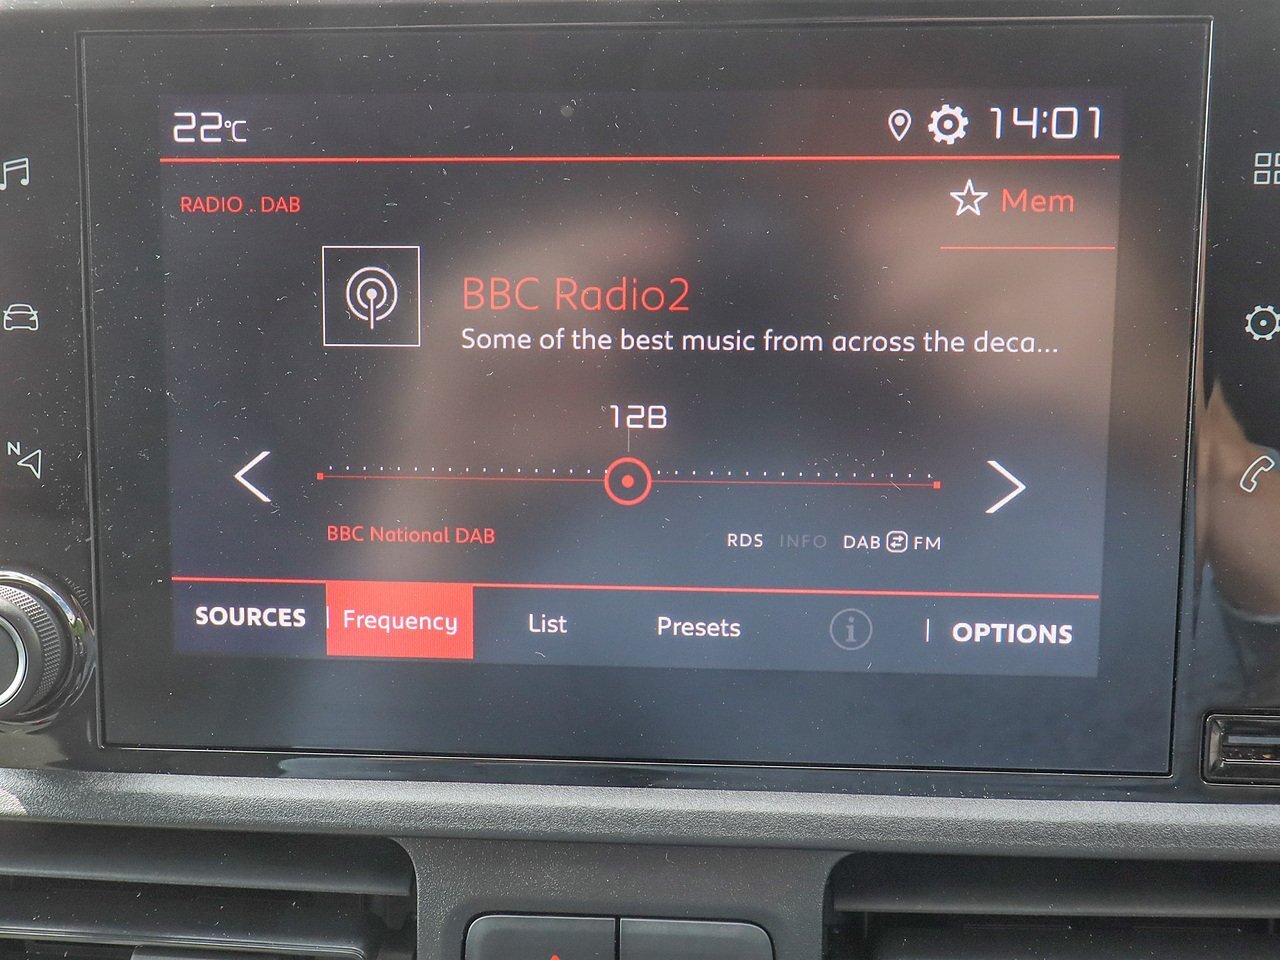 22°C
14:01
RADIO . DAB
Mem
BBC Radio2
Some of the best music from across the deca...
12B
BBC National DAB
RDS INFO DAB FM
SOURCES | Frequency List Presets i | OPTIONS
N